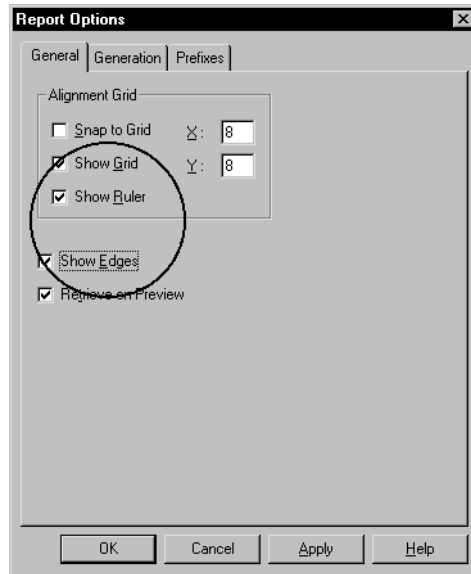 Report Options
General Generation Prefixes
Alignment Grid
Snap to Grid X: 8
Show Grid Y: 8
Show Ruler
Show Edges
Retrieve on Preview
OK Cancel Apply Help